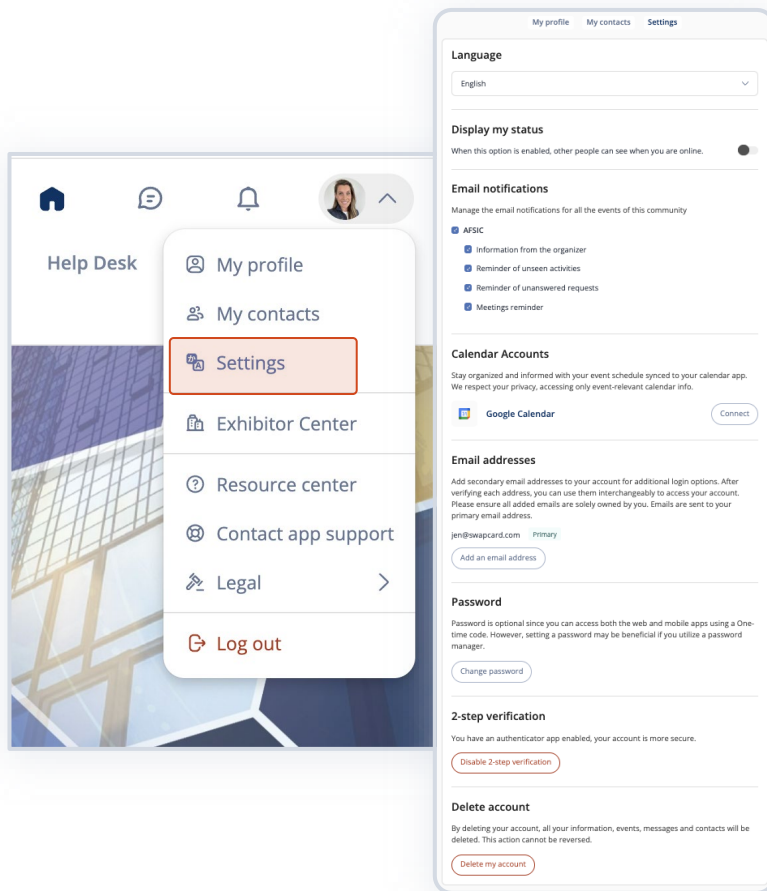 Help Desk
My profile
My contacts
Settings
Exhibitor Center
Resource center
Contact app support
Legal
Log out
My profile My contacts Settings
Language
English
Display my status
When this option is enabled, other people can see when you are online.
Email notifications
Manage the email notifications for all the events of this community
AFSIC
Information from the organizer
Reminder of unseen activities
Reminder of unanswered requests
Meetings reminder
Calendar Accounts
Stay organized and informed with your event schedule synced to your calendar app.
We respect your privacy, accessing only event-relevant calendar info.
Google Calendar Connect
Email addresses
Add secondary email addresses to your account for additional login options. After
verifying each address, you can use them interchangeably to access your account.
Please ensure all added emails are solely owned by you. Emails are sent to your
primary email address.
jen@swapcard.com Primary
Add an email address
Password
Password is optional since you can access both the web and mobile apps using a One-
time code. However, setting a password may be beneficial if you utilize a password
manager.
Change password
2-step verification
You have an authenticator app enabled, your account is more secure.
Disable 2-step verification
Delete account
By deleting your account, all your information, events, messages and contacts will be
deleted. This action cannot be reversed.
Delete my account